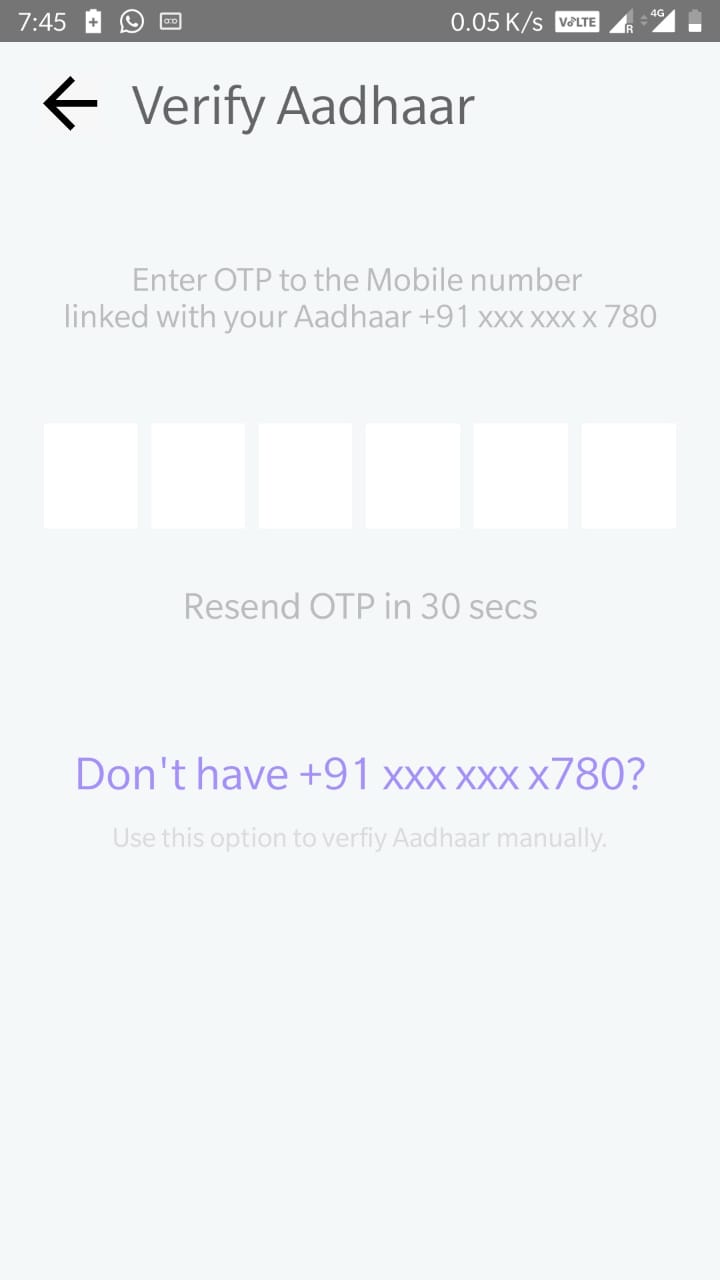 7:45
0.05 K/s VoLTE R 4G
Verify Aadhaar
Enter OTP to the Mobile number
linked with your Aadhaar +91 xxx xxx x 780
Resend OTP in 30 secs
Don't have +91 xxx xxx x780?
Use this option to verfiy Aadhaar manually.